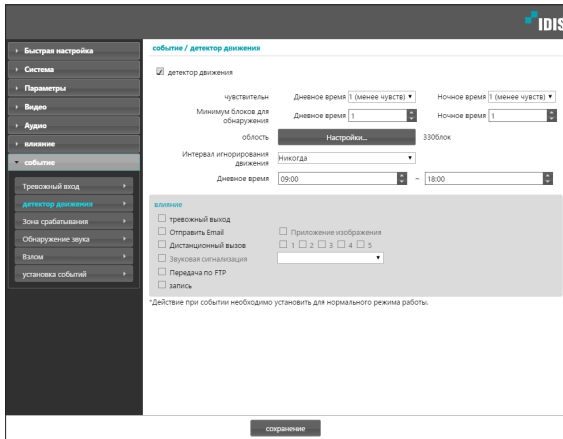 IDIS
Быстрая настройка
Система
Параметры
Видео
Аудио
влияние
событие
Тревожный вход
детектор движения
Зона срабатывания
Обнаружение звука
Взлом
установка событий
событие / детектор движения
детектор движения
чувствительн Дневное время 1 (менее чувств) Ночное время 1 (менее чувств)
Минимум блоков для
обнаружения Дневное время 1 Ночное время 1
облость Настройки... 330блок
Интервал игнорирования
движения Никогда
Дневное время 09:00 ~ 18:00
влияние
тревожный выход
Отправить Email Приложение изображения
Дистанционный вызов 1 2 3 4 5
Звуковая сигнализация
Передача по FTP
запись
*Действие при событии необходимо установить для нормального режима работы.
сохранение